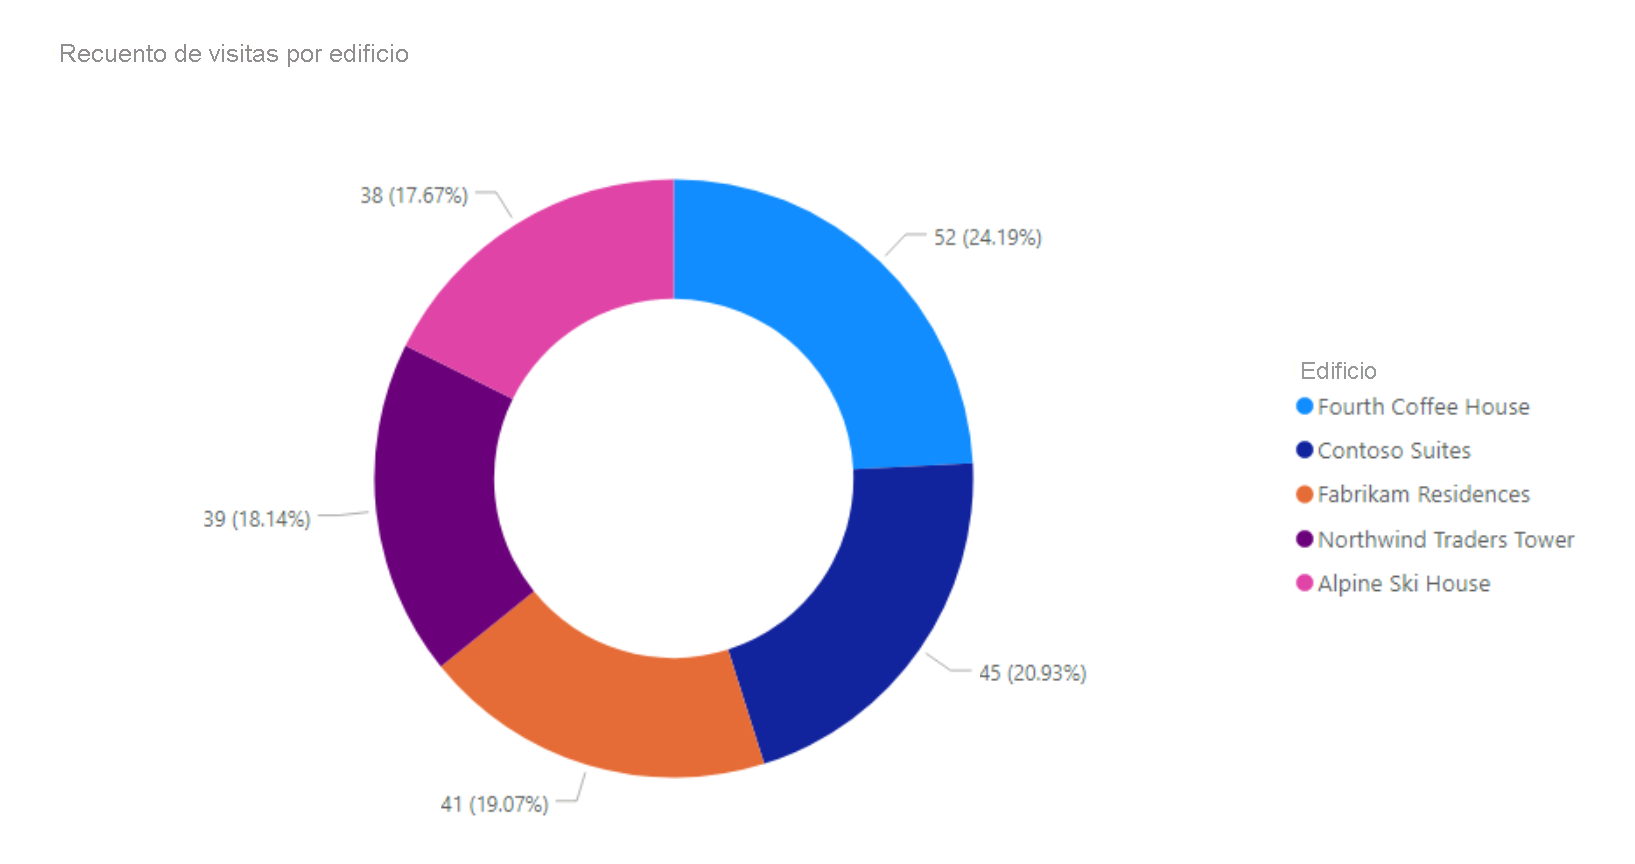 Recuento de visitas por edificio
38 (17.67%)
52 (24.19%)
39 (18.14%)
45 (20.93%)
41 (19.07%)
Edificio
Fourth Coffee House
Contoso Suites
Fabrikam Residences
Northwind Traders Tower
Alpine Ski House